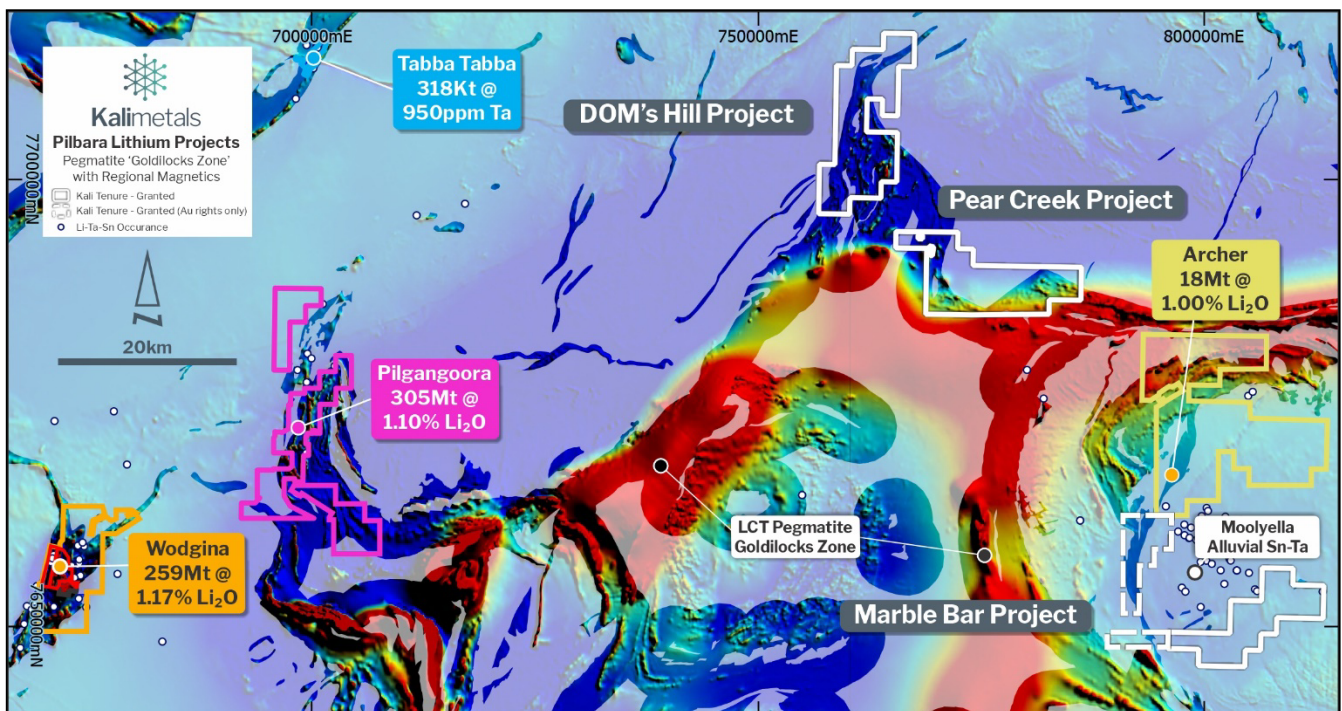 700000mE
750000mE
800000mE
7700000mN
7650000mN
Kalimetals
Pilbara Lithium Projects
Pegmatite 'Goldilocks Zone'
with Regional Magnetics
Kali Tenure - Granted
Kali Tenure - Granted (Au rights only)
Li-Ta-Sn Occurance
N
20km
Tabba Tabba
318Kt @
950ppm Ta
DOM's Hill Project
Pear Creek Project
Archer
18Mt @
1.00% Li₂O
Pilgangoora
305Mt @
1.10% Li₂O
Wodgina
259Mt @
1.17% Li₂O
LCT Pegmatite
Goldilocks Zone
Moolyella
Alluvial Sn-Ta
Marble Bar Project